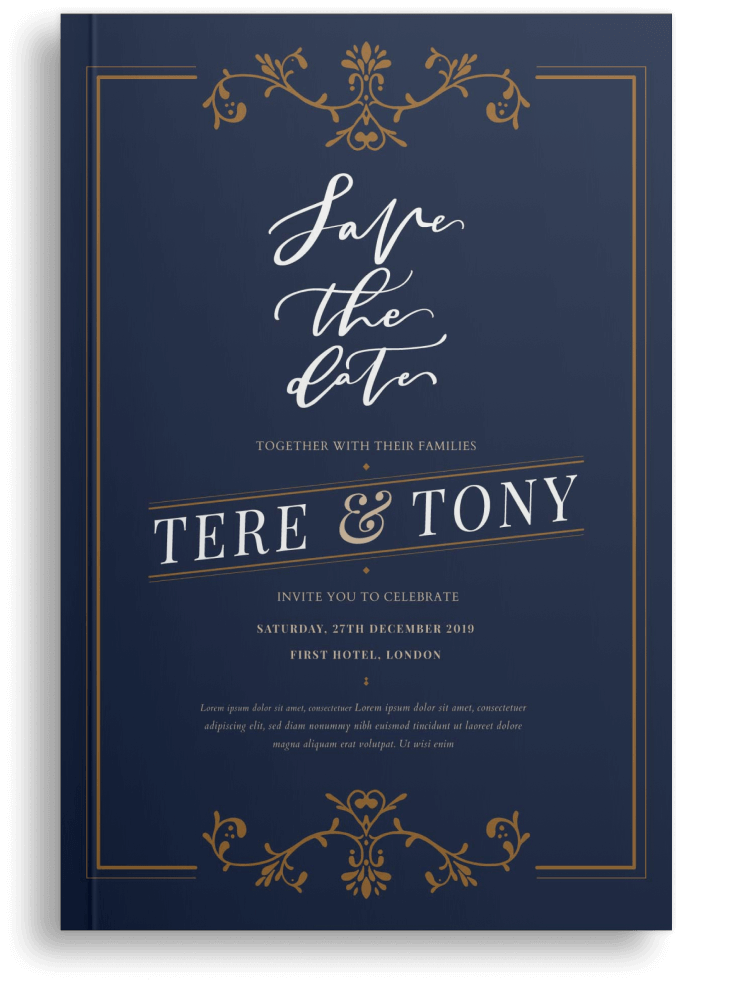 Save
the
date
TOGETHER WITH THEIR FAMILIES
TERE & TONY
INVITE YOU TO CELEBRATE
SATURDAY, 27TH DECEMBER 2019
FIRST HOTEL, LONDON
Lorem ipsum dolor sit amet, consectetuer Lorem ipsum dolor sit amet, consectetuer
adipiscing elit, sed diam nonummy nibh euismod tincidunt ut laoreet dolore
magna aliquam erat volutpat. Ut wisi enim